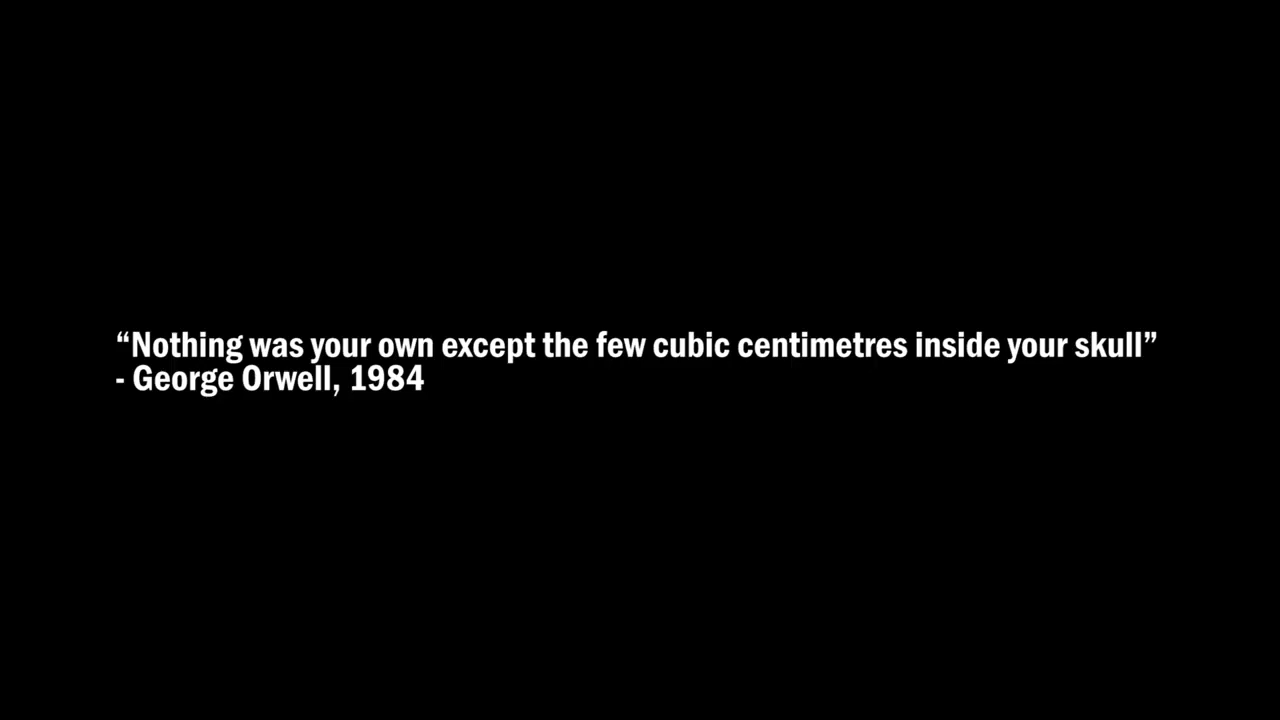 “Nothing was your own except the few cubic centimetres inside your skull”
- George Orwell, 1984